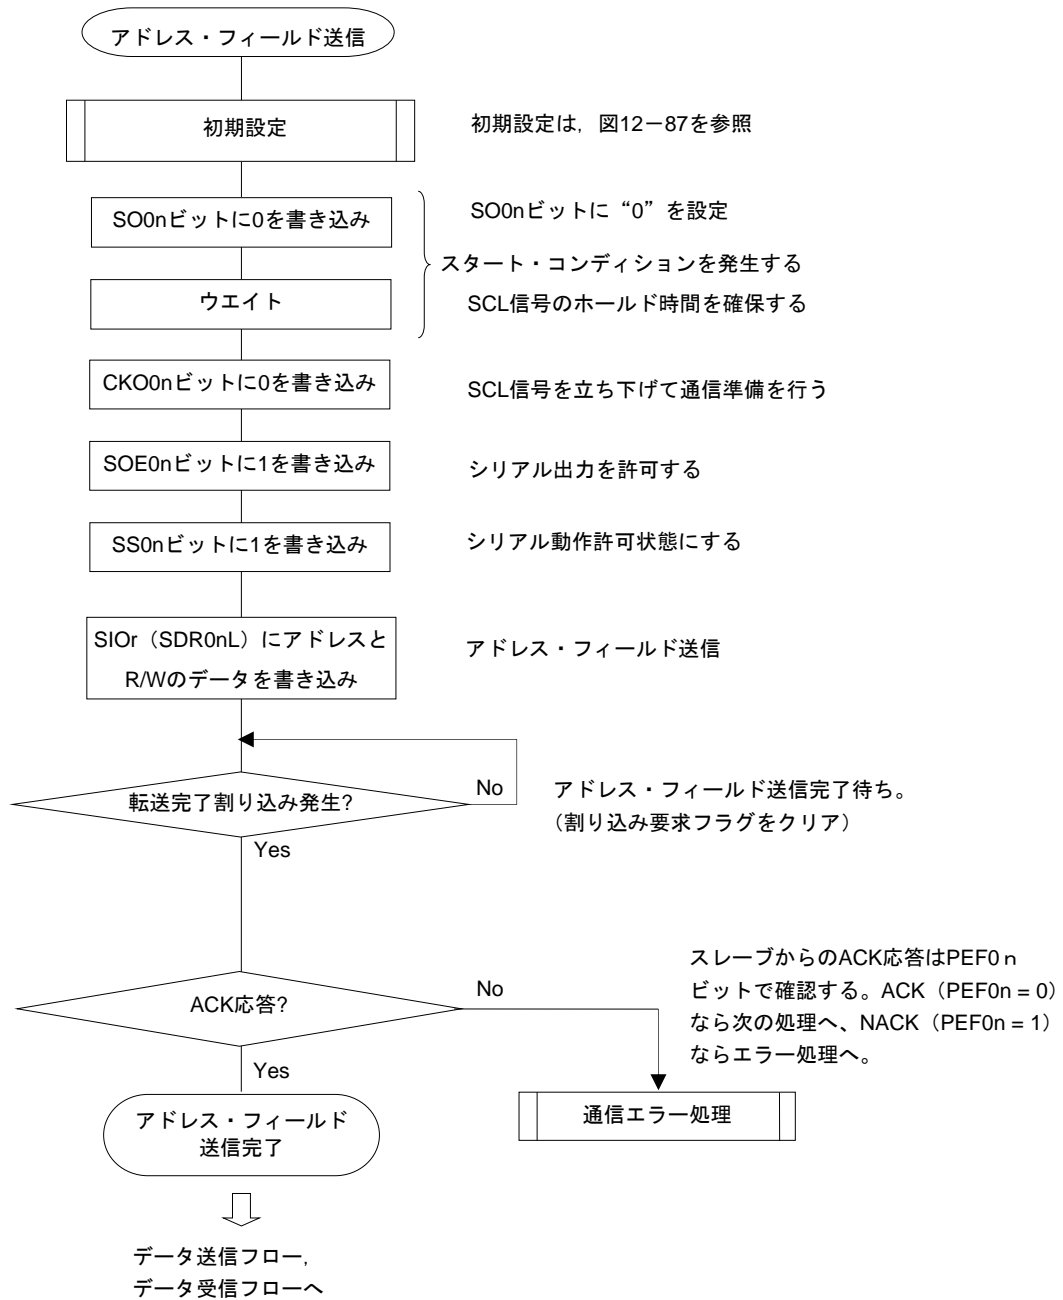 アドレス・フィールド送信
初期設定
初期設定は，図12－87を参照
SO0nビットに0を書き込み
SO0nビットに“0”を設定
スタート・コンディションを発生する
ウエイト
SCL信号のホールド時間を確保する
CKO0nビットに0を書き込み
SCL信号を立ち下げて通信準備を行う
SOE0nビットに1を書き込み
シリアル出力を許可する
SS0nビットに1を書き込み
シリアル動作許可状態にする
SIOr（SDR0nL）にアドレスと
R/Wのデータを書き込み
アドレス・フィールド送信
転送完了割り込み発生?
No
アドレス・フィールド送信完了待ち。
（割り込み要求フラグをクリア）
Yes
スレーブからのACK応答はPEF0ｎ
ビットで確認する。ACK（PEF0n = 0）
なら次の処理へ、NACK（PEF0n = 1）
ならエラー処理へ。
ACK応答?
No
Yes
アドレス・フィールド
送信完了
通信エラー処理
データ送信フロー，
データ受信フローへ